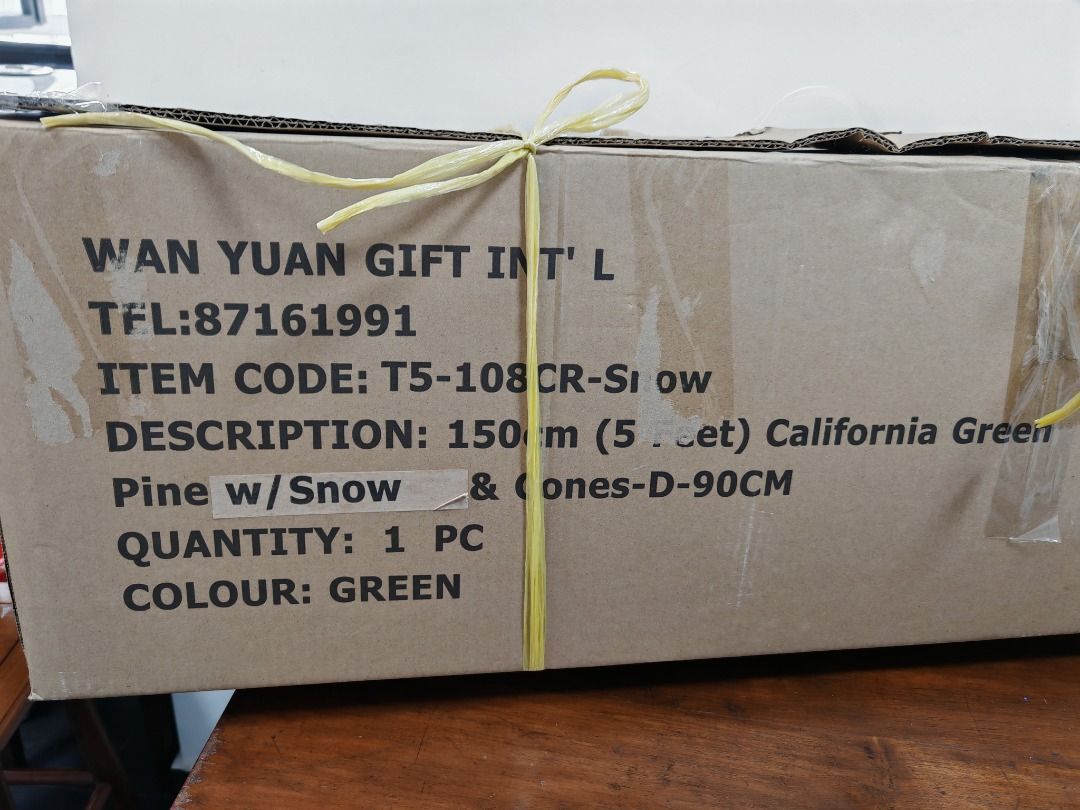 WAN YUAN GIFT INT' L
TEL:87161991
ITEM CODE: T5-108CR-Snow
DESCRIPTION: 150cm (5 Feet) California Green
Pine w/Snow & Cones-D-90CM
QUANTITY: 1 PC
COLOUR: GREEN